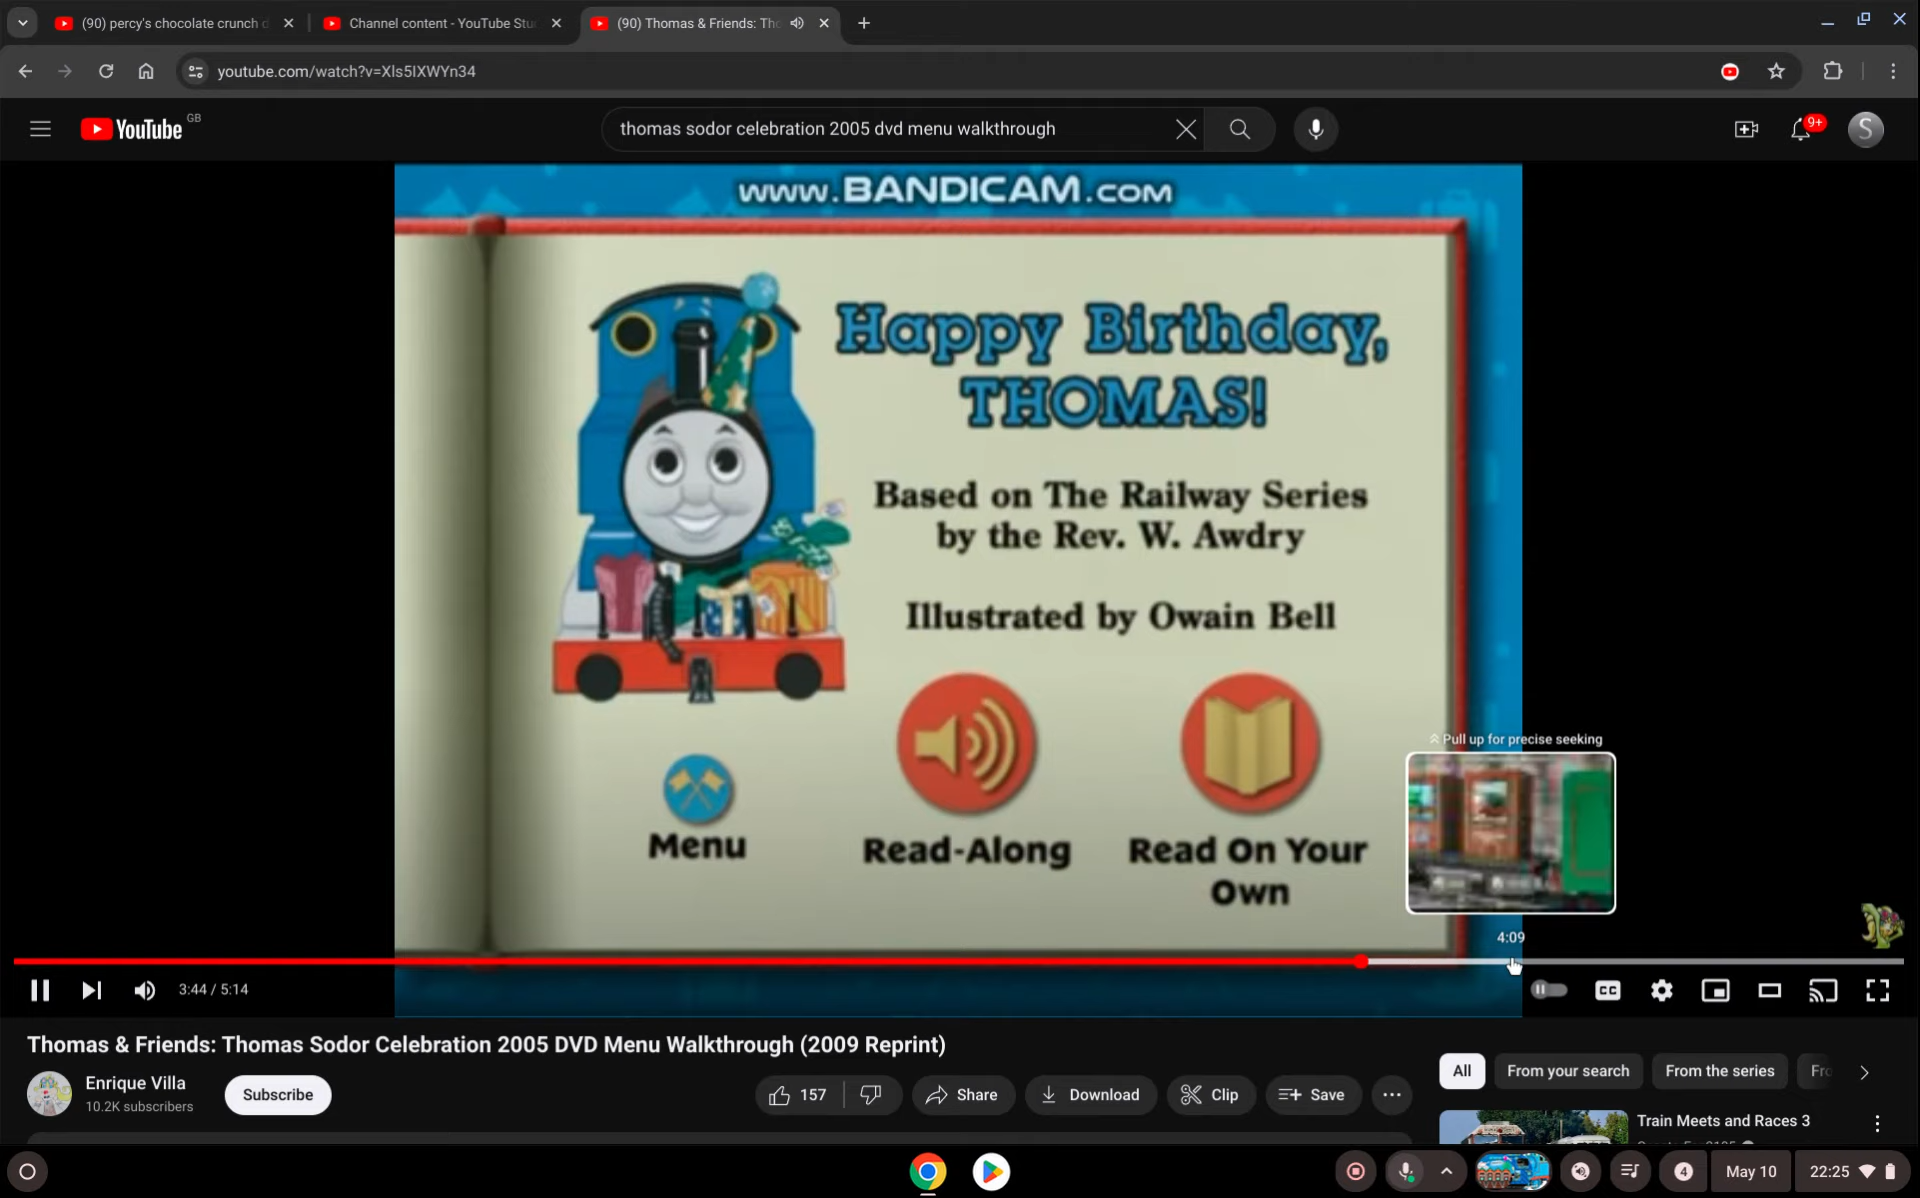 (90) percy's chocolate crunch d
Channel content - YouTube Stu
(90) Thomas & Friends: Tho
youtube.com/watch?v=Xls5IXWYn34
YouTube GB
thomas sodor celebration 2005 dvd menu walkthrough
9+
S
www.BANDICAM.com
Happy Birthday,
THOMAS!
Based on The Railway Series
by the Rev. W. Awdry
Illustrated by Owain Bell
Pull up for precise seeking
Menu
Read-Along
Read On Your
Own
4:09
3:44 / 5:14
CC
Thomas & Friends: Thomas Sodor Celebration 2005 DVD Menu Walkthrough (2009 Reprint)
Enrique Villa
10.2K subscribers
Subscribe
157
Share
Download
Clip
Save
All
From your search
From the series
Fro
Train Meets and Races 3
4
May 10
22:25